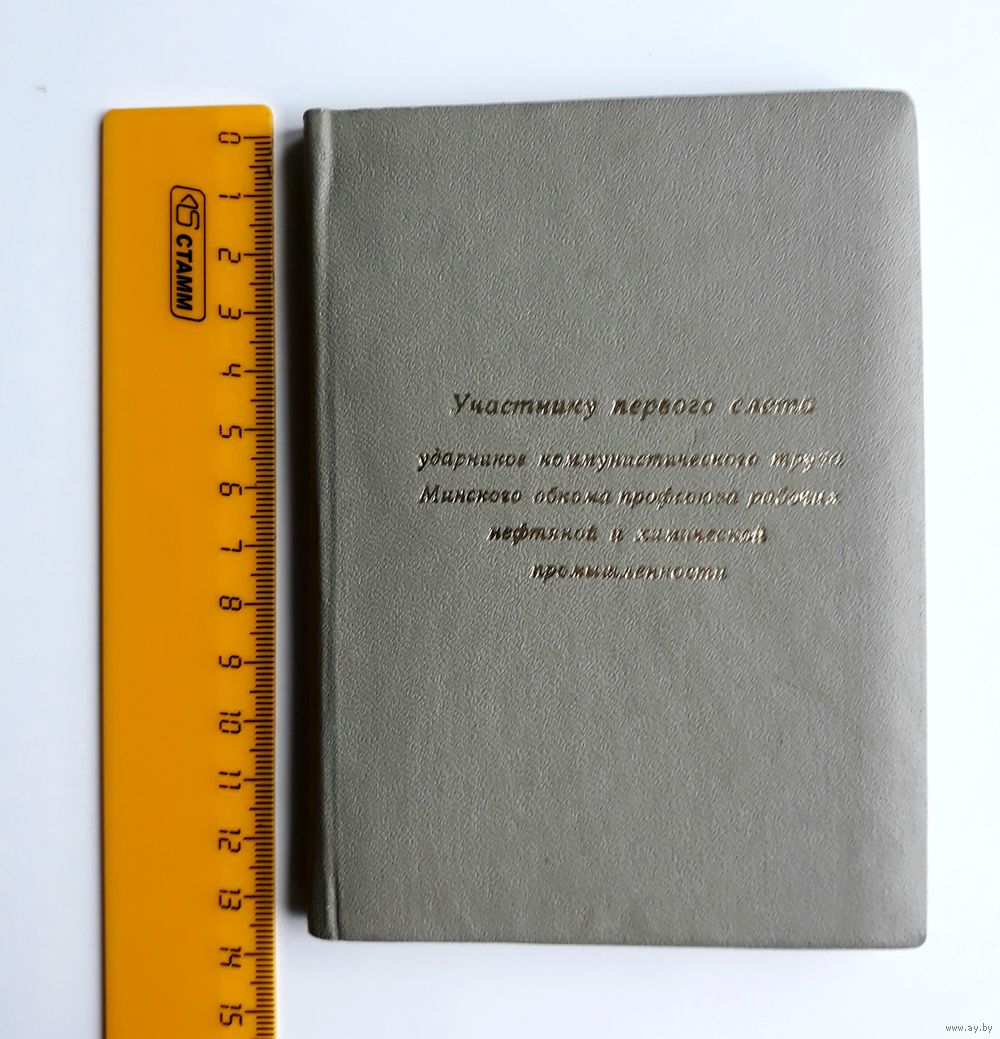 0
1
2
3
4
5
6
7
8
9
10
11
12
13
14
15
СТАММ
Участнику первого слета
ударников коммунистического труда
Минского обкома профсоюза рабочих
нефтяной и химической
промышленности
www.ay.by